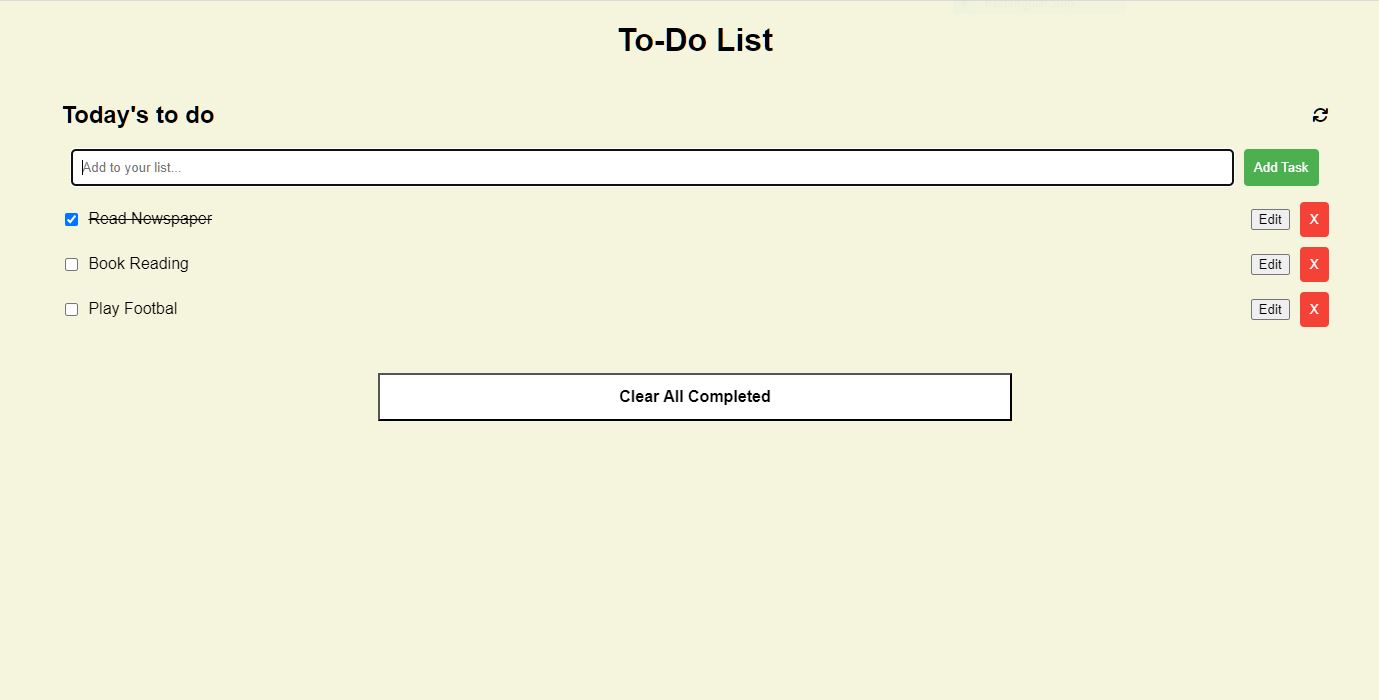 To-Do List
Today's to do
Add to your list...
Add Task
Read Newspaper
Edit
X
Book Reading
Edit
X
Play Footbal
Edit
X
Clear All Completed